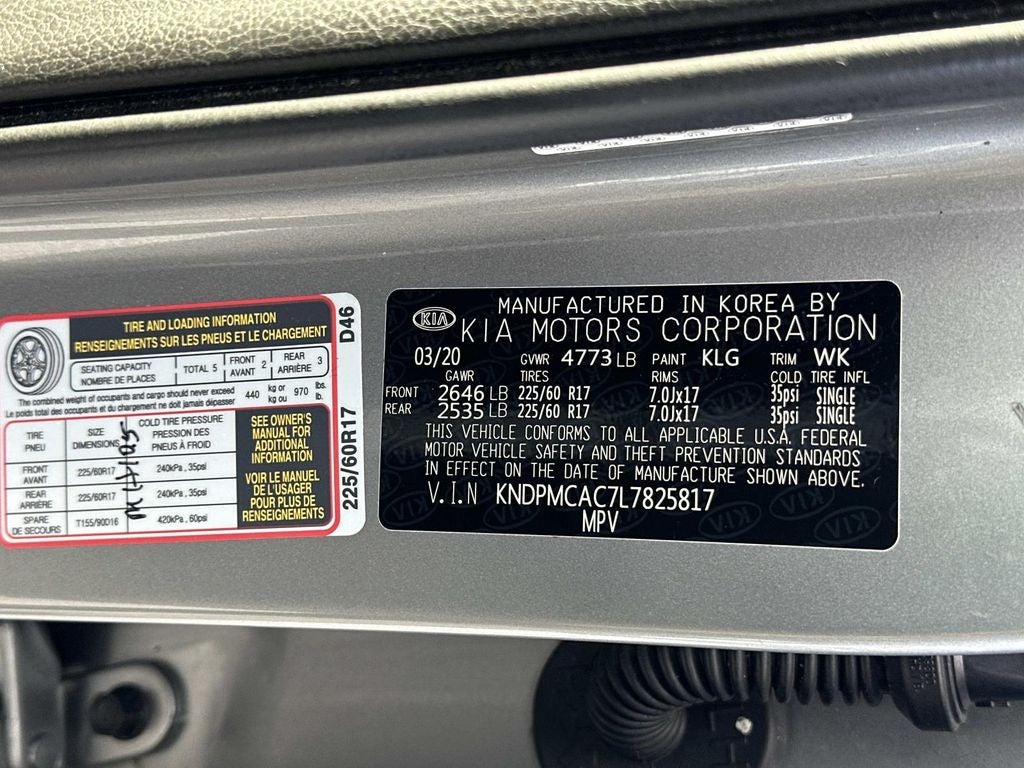 TIRE AND LOADING INFORMATION
RENSEIGNEMENTS SUR LES PNEUS ET LE CHARGEMENT
SEATING CAPACITY
NOMBRE DE PLACES
TOTAL 5
FRONT
AVANT
2
REAR
ARRIÈRE
3
The combined weight of occupants and cargo should never exceed
Le poids total des occupants et du chargement ne doit jamais dépasser
440 kg or
kg ou
970 lbs.
lb.
TIRE
PNEU
SIZE
DIMENSIONS
COLD TIRE PRESSURE
PRESSION DES
PNEUS À FROID
FRONT
AVANT
225/60R17
240kPa , 35psi
REAR
ARRIÈRE
225/60R17
240kPa , 35psi
SPARE
DE SECOURS
T155/90D16
420kPa , 60psi
SEE OWNER'S
MANUAL FOR
ADDITIONAL
INFORMATION
VOIR LE MANUEL
DE L'USAGER
POUR PLUS DE
RENSEIGNEMENTS
225/60R17 D46
KIA
MANUFACTURED IN KOREA BY
KIA MOTORS CORPORATION
03/20 GVWR 4773 LB PAINT KLG TRIM WK
GAWR TIRES RIMS COLD TIRE INFL
FRONT 2646 LB 225/60 R17 7.0Jx17 35psi SINGLE
REAR 2535 LB 225/60 R17 7.0Jx17 35psi SINGLE
THIS VEHICLE CONFORMS TO ALL APPLICABLE U.S.A. FEDERAL
MOTOR VEHICLE SAFETY AND THEFT PREVENTION STANDARDS
IN EFFECT ON THE DATE OF MANUFACTURE SHOWN ABOVE.
V.I.N KNDPMCAC7L7825817
MPV